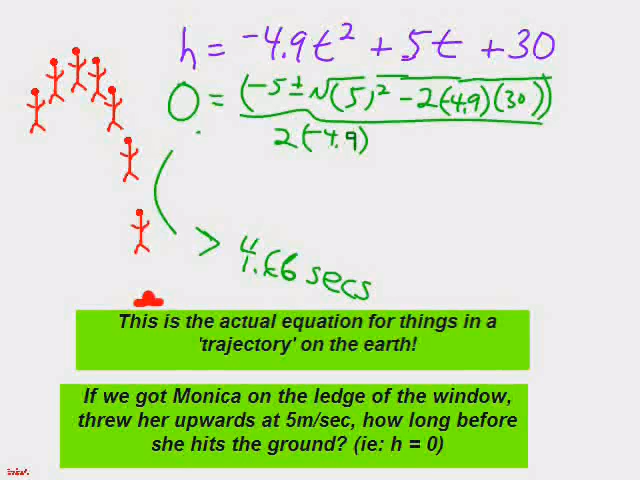 h = -4.9t² + 5t + 30
0 = (-5 ± √(5)² - 2(-4.9)(30))
2(-4.9)
> 4.66 secs
This is the actual equation for things in a
'trajectory' on the earth!
If we got Monica on the ledge of the window,
threw her upwards at 5m/sec, how long before
she hits the ground? (ie: h = 0)